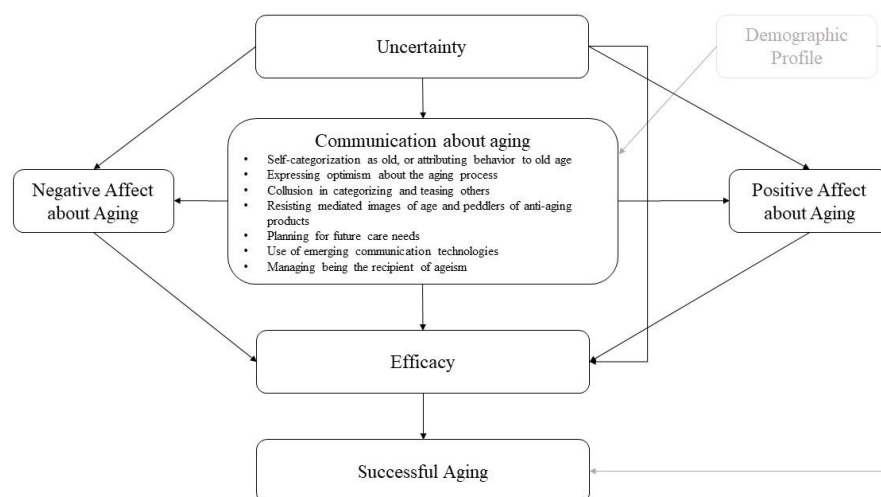 Uncertainty
Demographic
Profile
Communication about aging
• Self-categorization as old, or attributing behavior to old age
• Expressing optimism about the aging process
• Collusion in categorizing and teasing others
• Resisting mediated images of age and peddlers of anti-aging
products
• Planning for future care needs
• Use of emerging communication technologies
• Managing being the recipient of ageism
Negative Affect
about Aging
Positive Affect
about Aging
Efficacy
Successful Aging